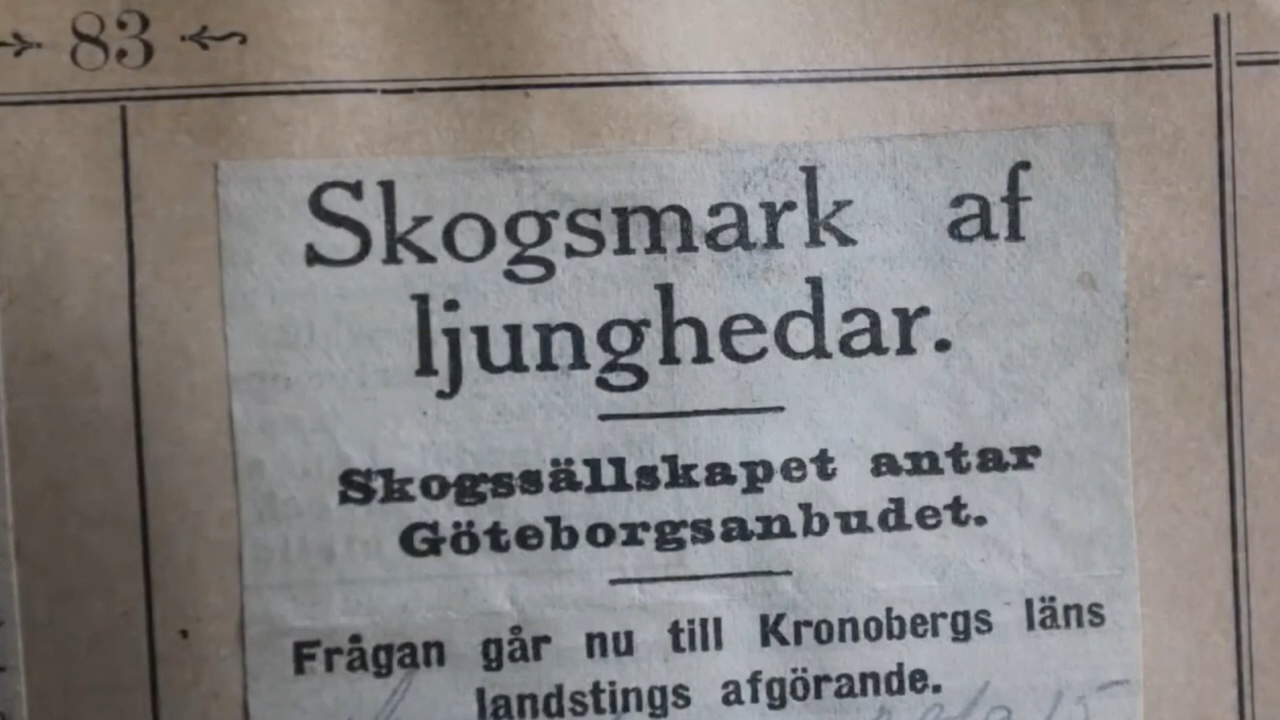 83
Skogsmark af
ljunghedar.
Skogssällskapet antar
Göteborgsanbudet.
Frågan går nu till Kronobergs läns
landstings afgörande.